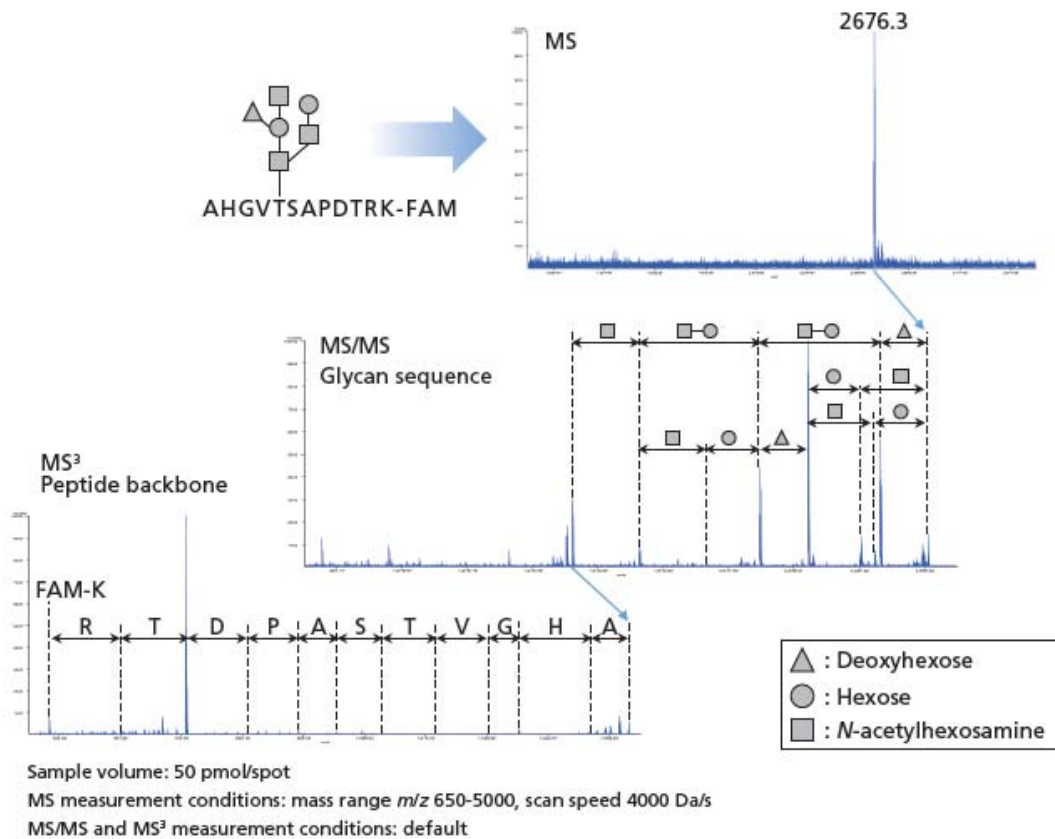 2676.3
MS
AHGVTSAPDTRK-FAM
MS/MS
Glycan sequence
MS³
Peptide backbone
FAM-K
R T D P A S T V G H A
: Deoxyhexose
: Hexose
: N-acetylhexosamine
Sample volume: 50 pmol/spot
MS measurement conditions: mass range m/z 650-5000, scan speed 4000 Da/s
MS/MS and MS³ measurement conditions: default